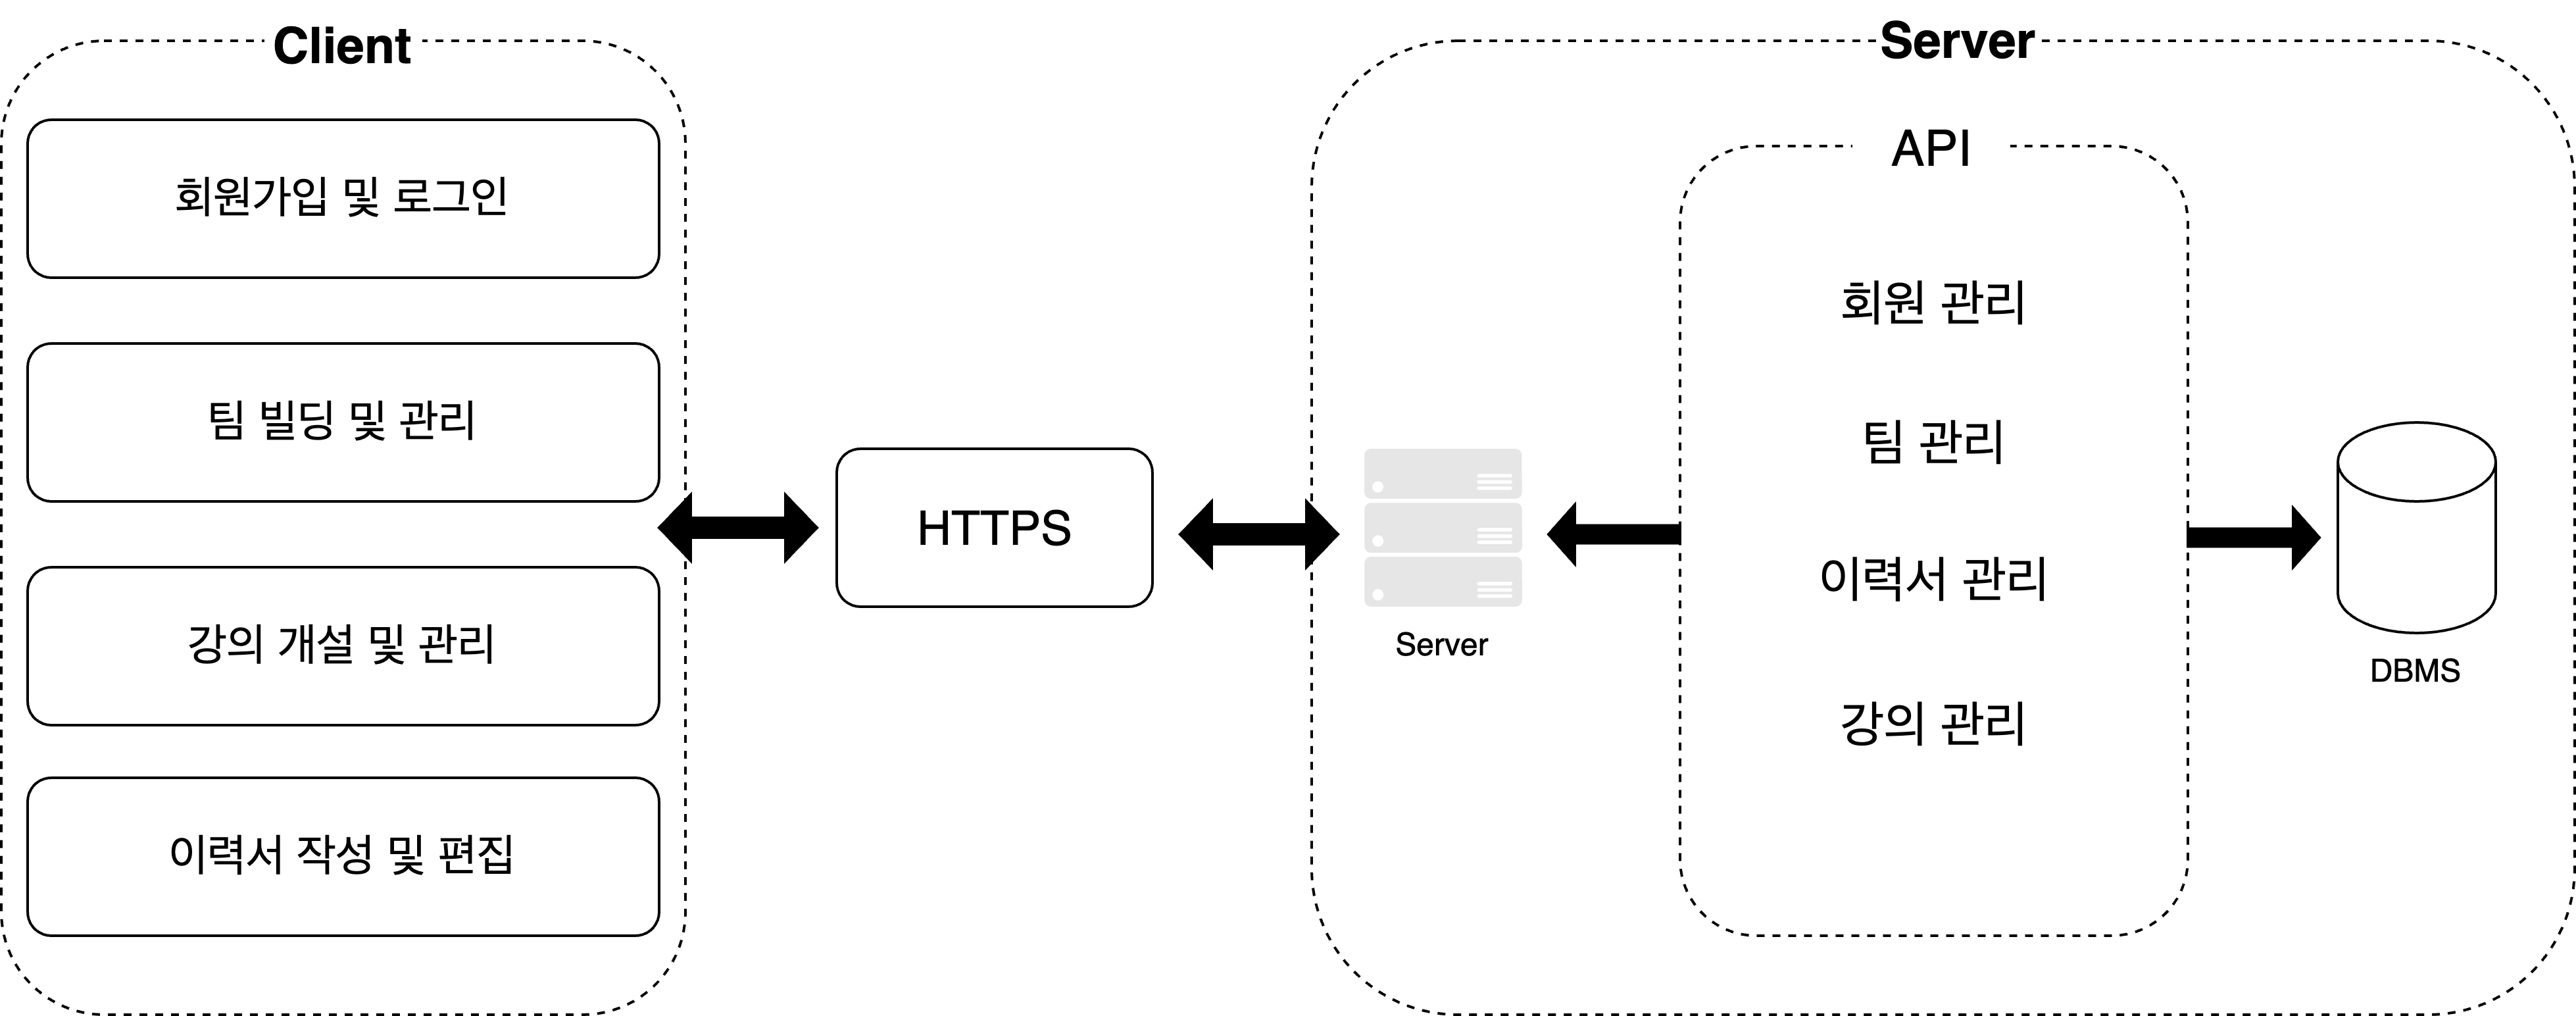 Client
회원가입 및 로그인
팀 빌딩 및 관리
강의 개설 및 관리
이력서 작성 및 편집
HTTPS
Server
Server
API
회원 관리
팀 관리
이력서 관리
강의 관리
DBMS